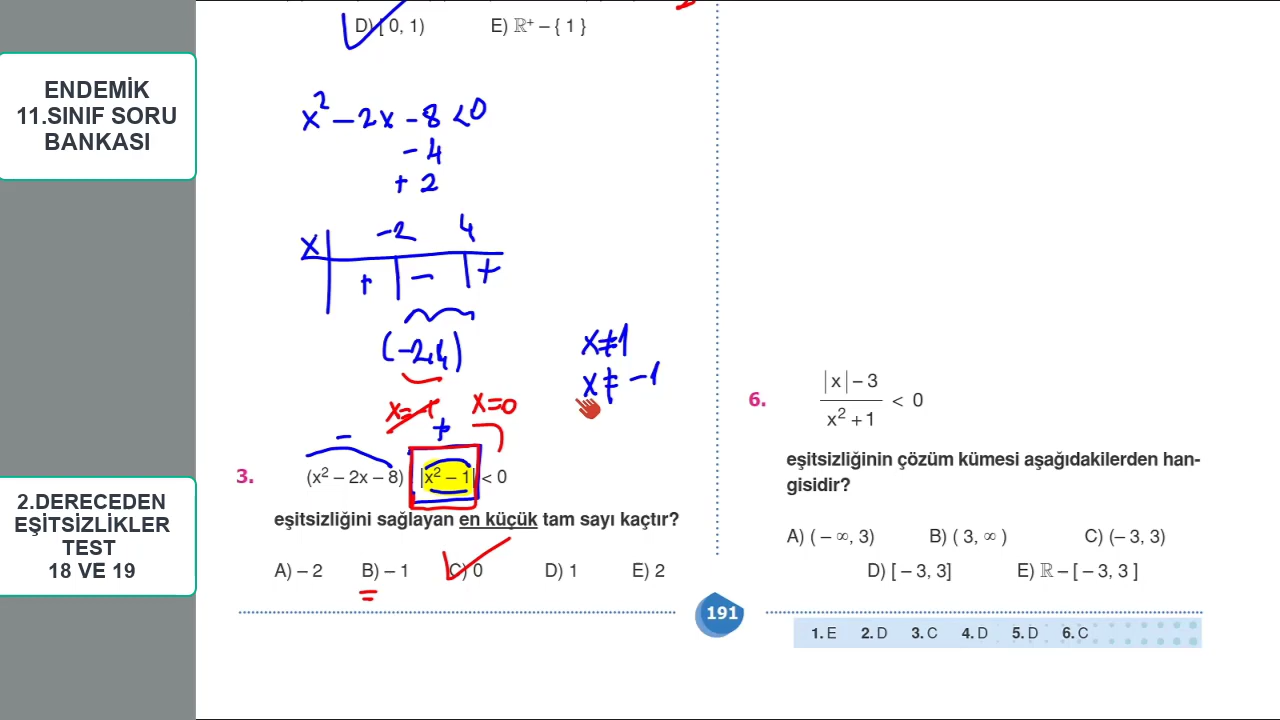 ENDEMİK
11.SINIF SORU
BANKASI
2.DERECEDEN
EŞİTSİZLİKLER
TEST
18 VE 19
D) [ 0, 1) E) ℝ⁺ – { 1 }
x² – 2x – 8 < 0
– 4
+ 2
x –2 4
+ – +
(–2,4)
x≠1
x≠ –1
x=–1 x=0
– +
3. (x² – 2x – 8) |x² – 1| < 0
eşitsizliğini sağlayan en küçük tam sayı kaçtır?
A) – 2 B) – 1 C) 0 D) 1 E) 2
6. |x| – 3
x² + 1 < 0
eşitsizliğinin çözüm kümesi aşağıdakilerden han-
gisidir?
A) ( – ∞, 3) B) ( 3, ∞ ) C) (– 3, 3)
D) [ – 3, 3] E) ℝ – [ – 3, 3 ]
191
1. E 2. D 3. C 4. D 5. D 6. C